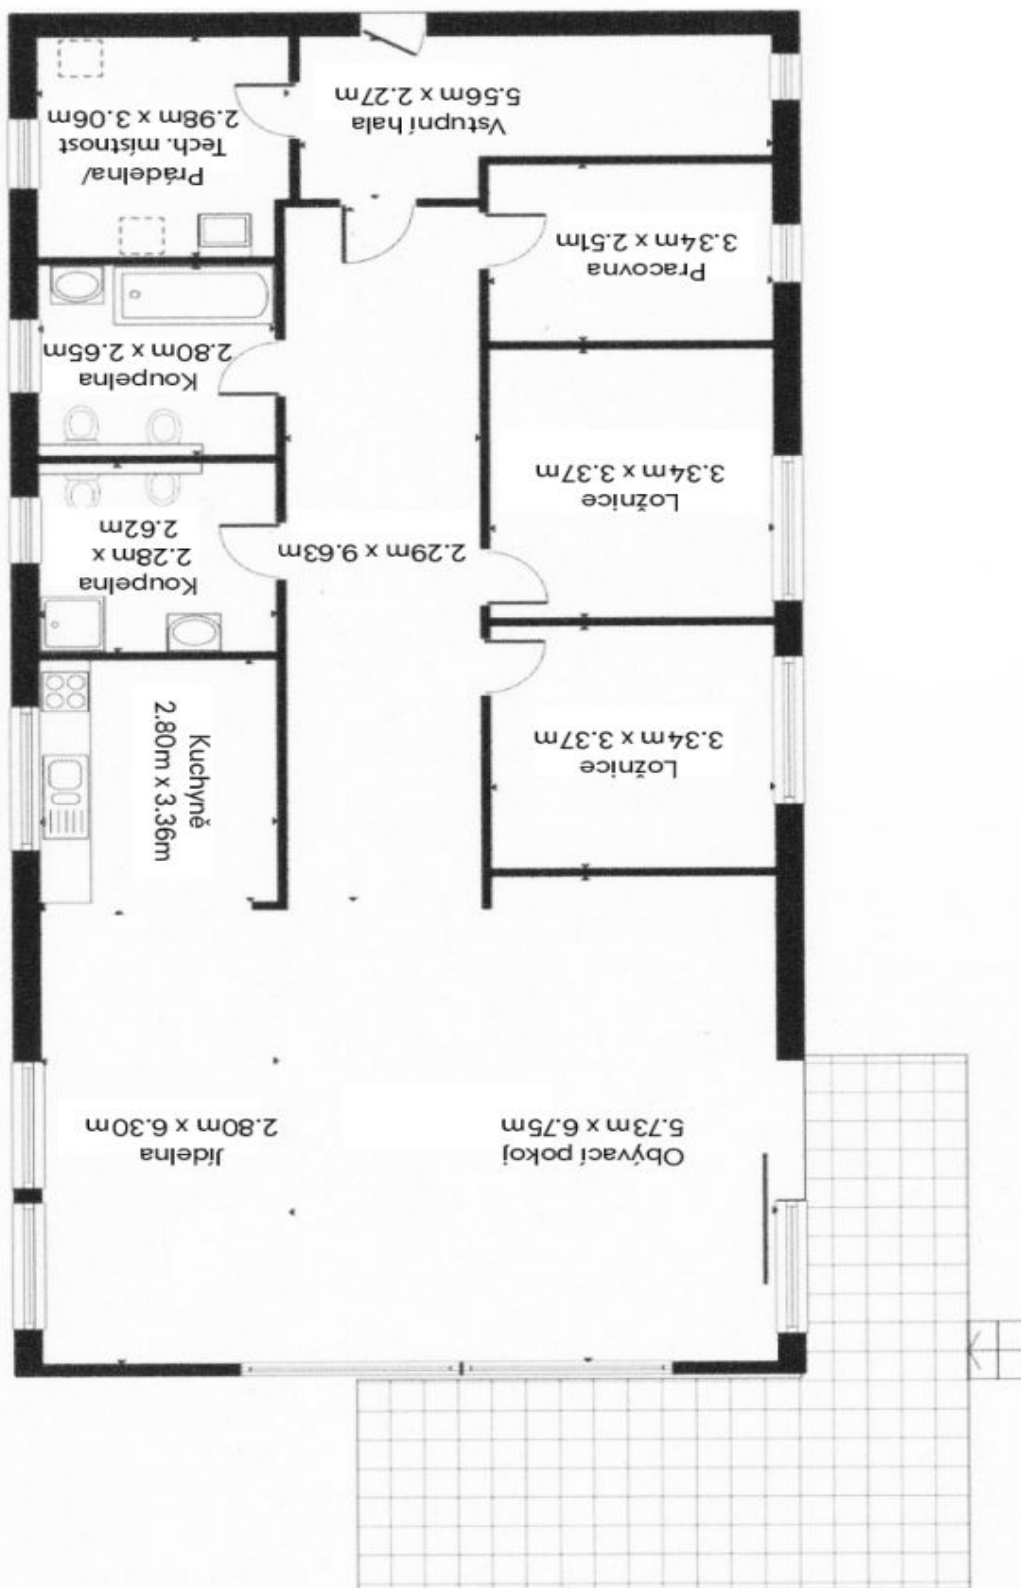 Obývací pokoj
5.73m x 6.75m
Jídelna
2.80m x 6.30m
Ložnice
3.34m x 3.37m
Kuchyně
2.80m x 3.36m
Ložnice
3.34m x 3.37m
2.29m x 9.63m
Koupelna
2.28m x
2.62m
Koupelna
2.80m x 2.65m
Pracovna
3.34m x 2.51m
Prádelna/
Tech. místnost
2.98m x 3.06m
Vstupní hala
5.56m x 2.27m